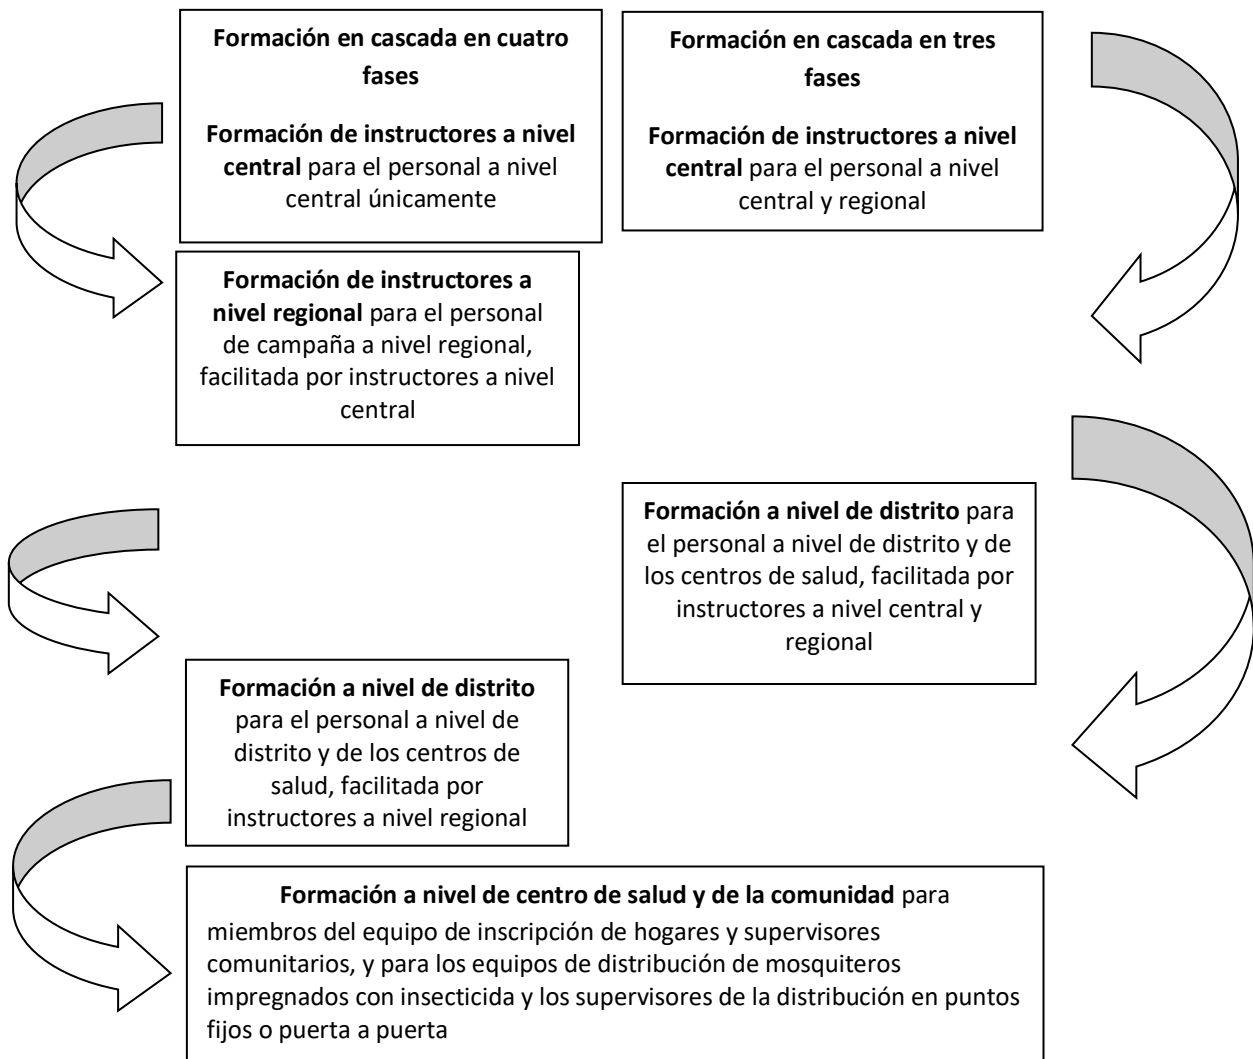 Formación en cascada en cuatro
fases
Formación de instructores a nivel
central para el personal a nivel
central únicamente
Formación en cascada en tres
fases
Formación de instructores a nivel
central para el personal a nivel
central y regional
Formación de instructores a
nivel regional para el personal
de campaña a nivel regional,
facilitada por instructores a nivel
central
Formación a nivel de distrito para
el personal a nivel de distrito y de
los centros de salud, facilitada por
instructores a nivel central y
regional
Formación a nivel de distrito
para el personal a nivel de
distrito y de los centros de
salud, facilitada por
instructores a nivel regional
Formación a nivel de centro de salud y de la comunidad para
miembros del equipo de inscripción de hogares y supervisores
comunitarios, y para los equipos de distribución de mosquiteros
impregnados con insecticida y los supervisores de la distribución en puntos
fijos o puerta a puerta